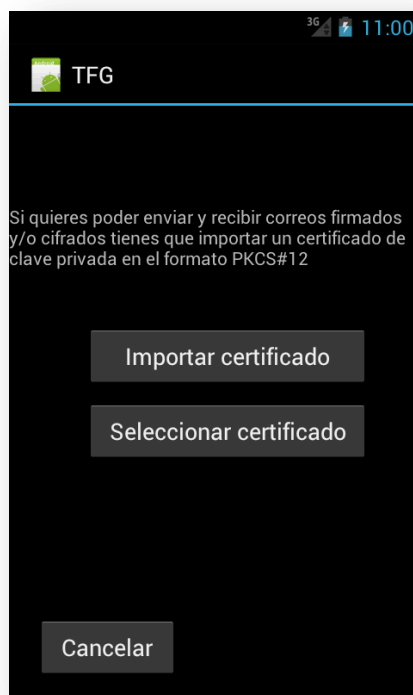 3G 11:00
TFG
Si quieres poder enviar y recibir correos firmados
y/o cifrados tienes que importar un certificado de
clave privada en el formato PKCS#12
Importar certificado
Seleccionar certificado
Cancelar